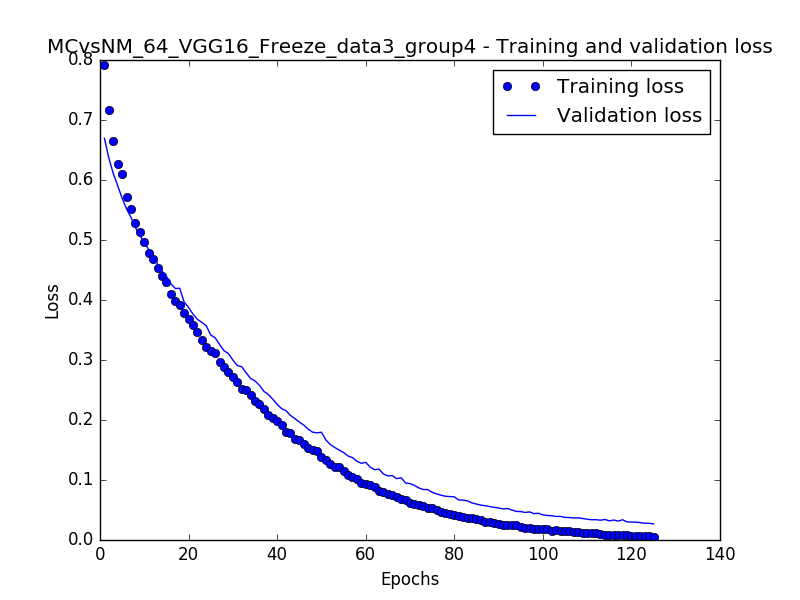 MCvsNM_64_VGG16_Freeze_data3_group4 - Training and validation loss
Training loss
Validation loss
0.8
0.7
0.6
0.5
0.4
0.3
0.2
0.1
0.0
Loss
0 20 40 60 80 100 120 140
Epochs